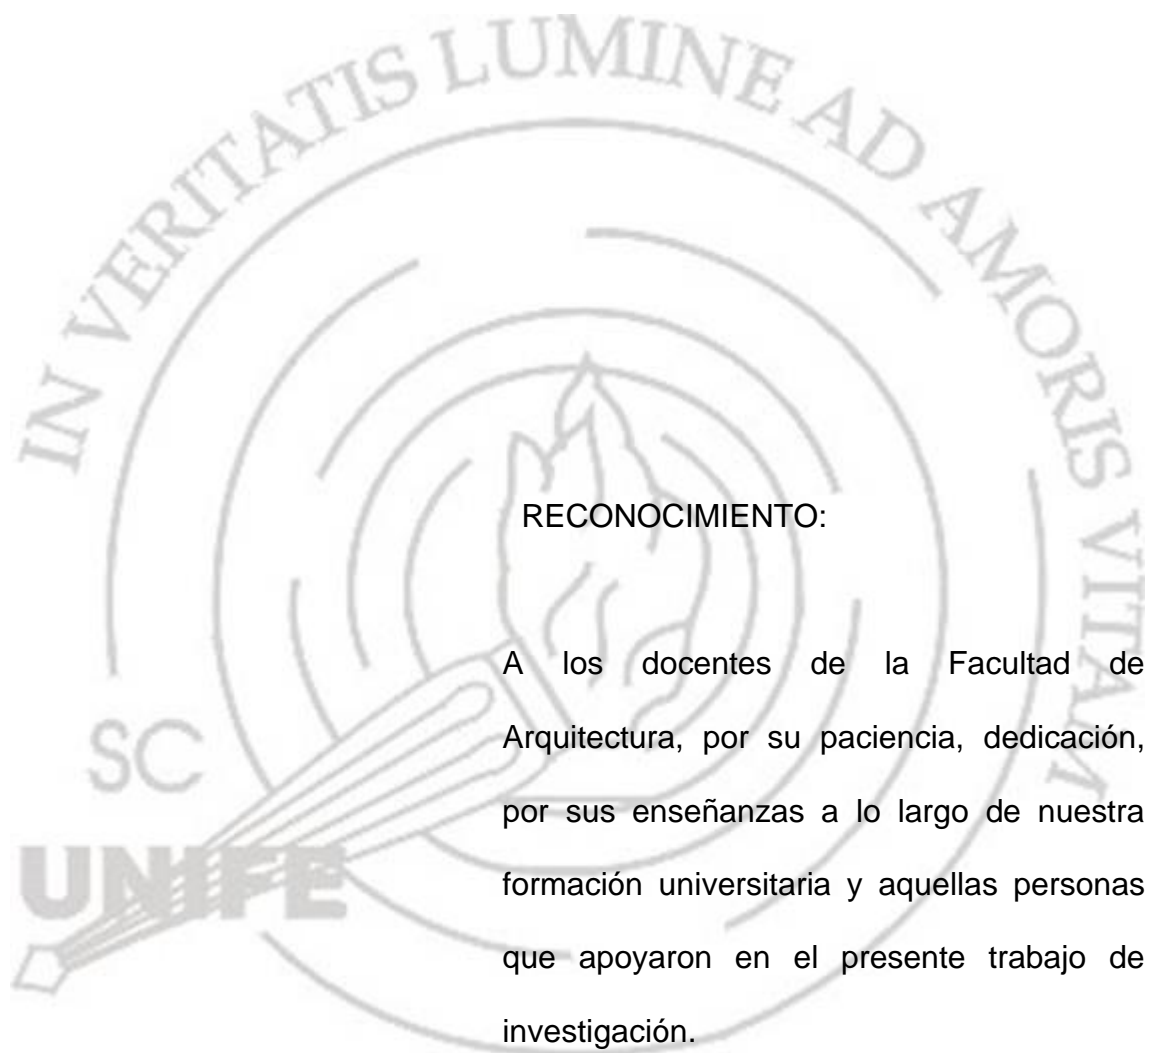 IN VERITATIS LUMINE AD AMORIS VITAM
RECONOCIMIENTO:
A los docentes de la Facultad de
Arquitectura, por su paciencia, dedicación,
por sus enseñanzas a lo largo de nuestra
formación universitaria y aquellas personas
que apoyaron en el presente trabajo de
investigación.
SC
UNIFE